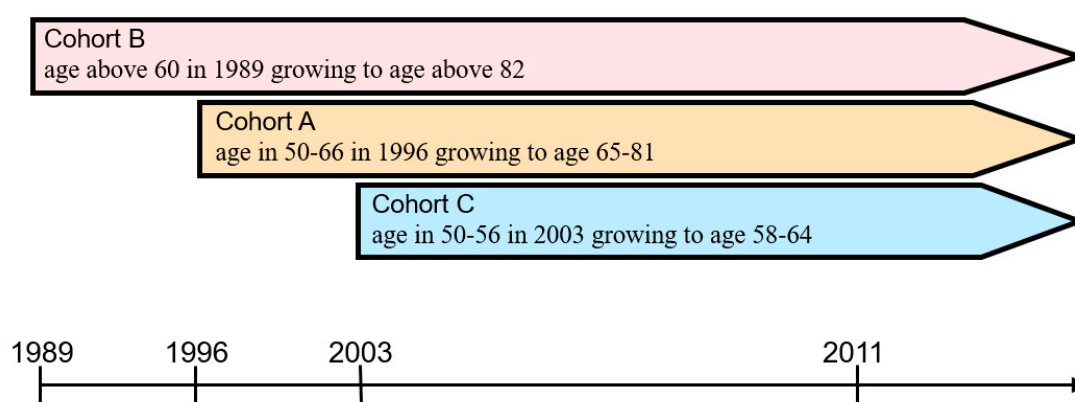 Cohort B
age above 60 in 1989 growing to age above 82
Cohort A
age in 50-66 in 1996 growing to age 65-81
Cohort C
age in 50-56 in 2003 growing to age 58-64
1989 1996 2003 2011